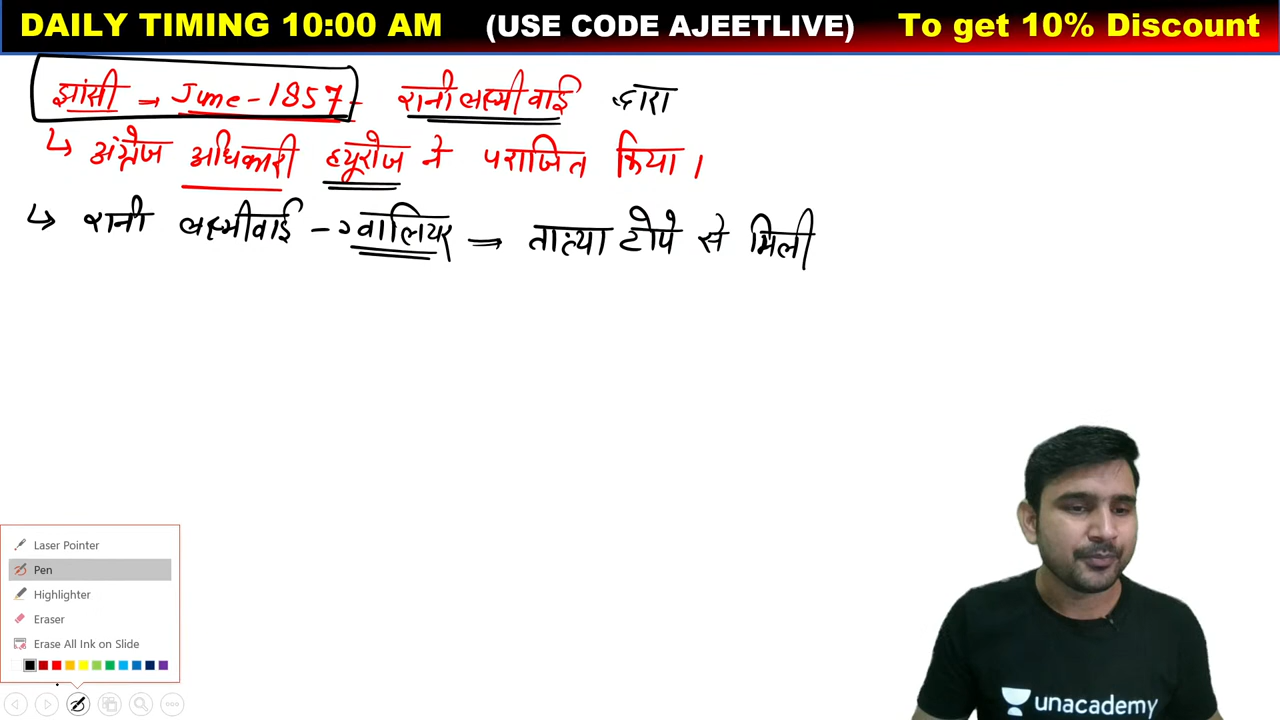 DAILY TIMING 10:00 AM (USE CODE AJEETLIVE) To get 10% Discount
झांसी → June - 1857 - रानी लक्ष्मीबाई द्वारा
↳ अंग्रेज अधिकारी ह्यूरोज ने पराजित किया।
↳ रानी लक्ष्मीबाई - ग्वालियर → तात्या टोपे से मिली
Laser Pointer
Pen
Highlighter
Eraser
Erase All Ink on Slide
unacademy